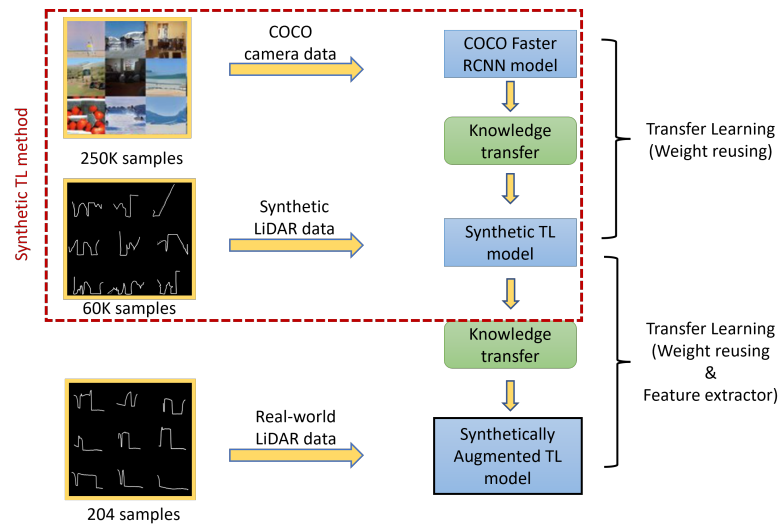 Synthetic TL method
COCO
camera data
250K samples
COCO Faster
RCNN model
Knowledge
transfer
Transfer Learning
(Weight reusing)
Synthetic
LiDAR data
60K samples
Synthetic TL
model
Knowledge
transfer
Transfer Learning
(Weight reusing
&
Feature extractor)
Real-world
LiDAR data
204 samples
Synthetically
Augmented TL
model